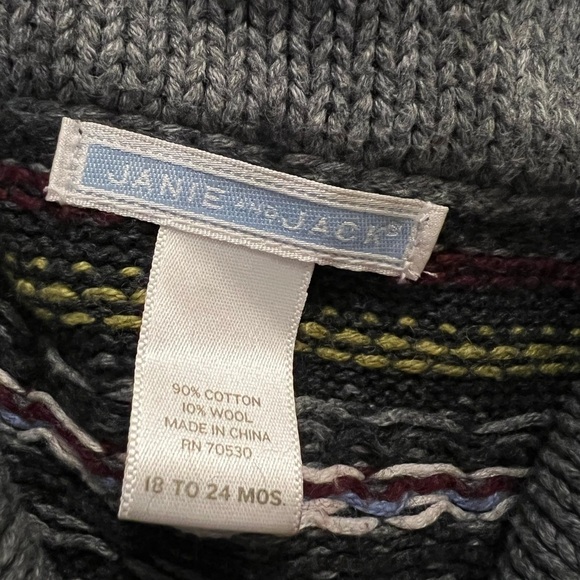 JANIE AND JACK
90% COTTON
10% WOOL
MADE IN CHINA
RN 70530
18 TO 24 MOS.